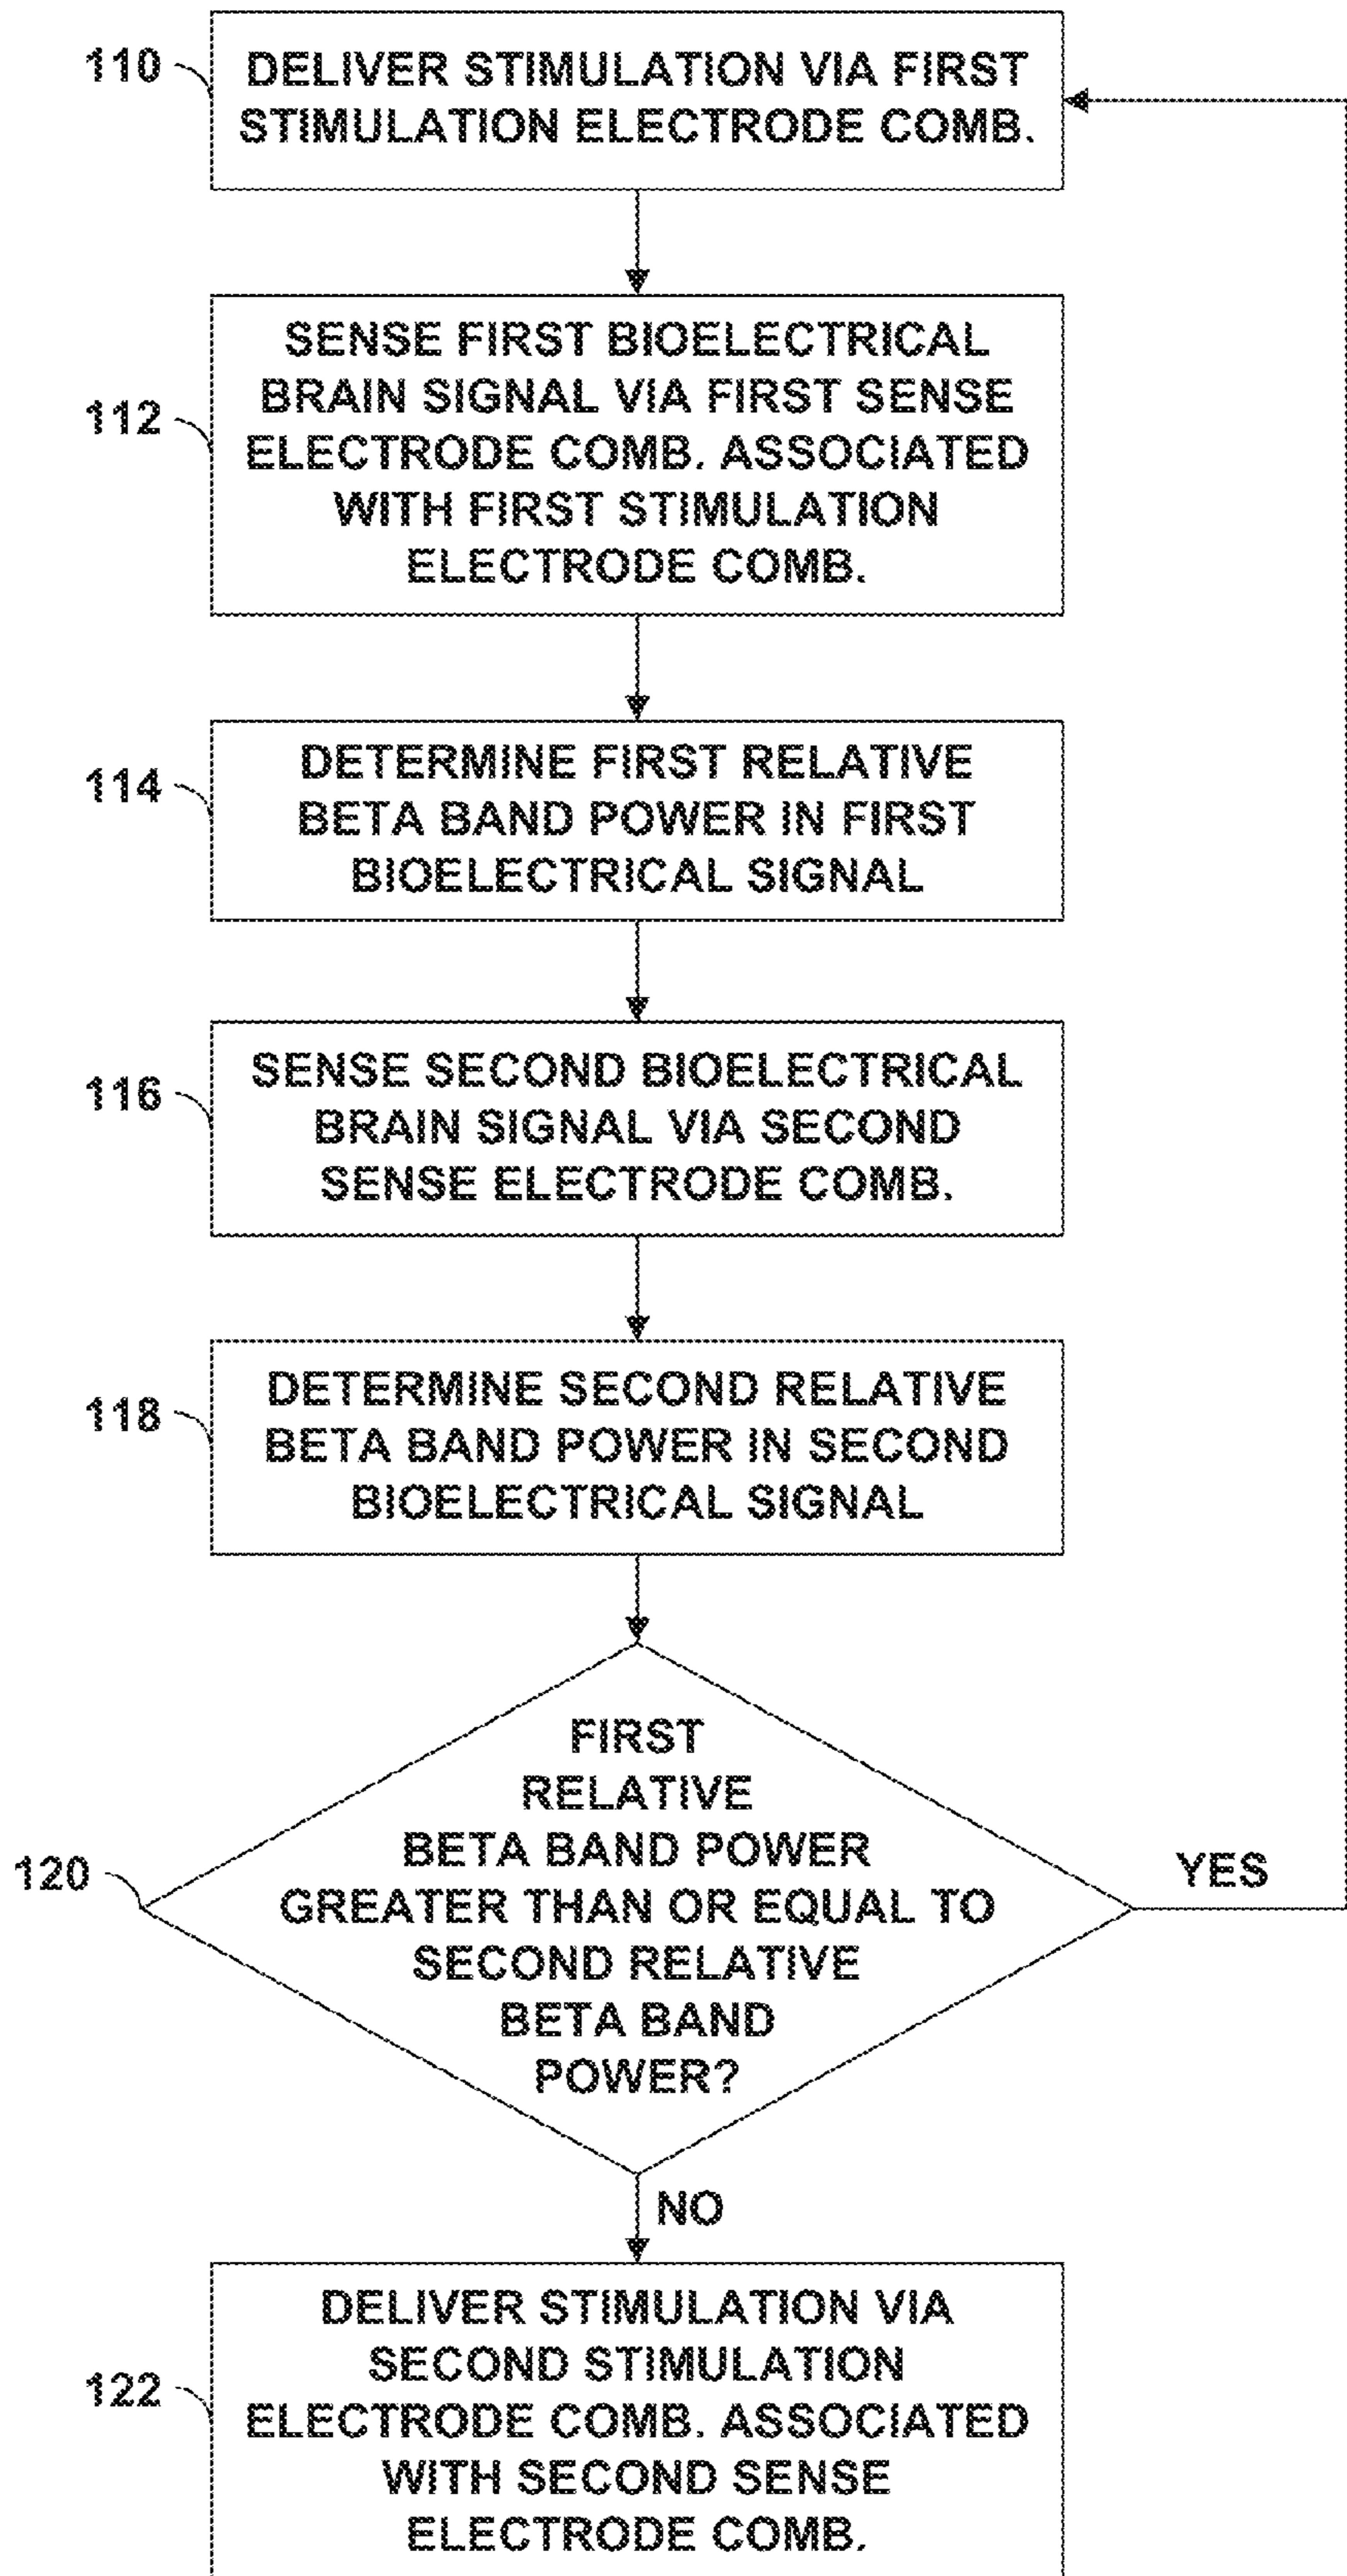 110
DELIVER STIMULATION VIA FIRST
STIMULATION ELECTRODE COMB.
112
SENSE FIRST BIOELECTRICAL
BRAIN SIGNAL VIA FIRST SENSE
ELECTRODE COMB. ASSOCIATED
WITH FIRST STIMULATION
ELECTRODE COMB.
114
DETERMINE FIRST RELATIVE
BETA BAND POWER IN FIRST
BIOELECTRICAL SIGNAL
116
SENSE SECOND BIOELECTRICAL
BRAIN SIGNAL VIA SECOND
SENSE ELECTRODE COMB.
118
DETERMINE SECOND RELATIVE
BETA BAND POWER IN SECOND
BIOELECTRICAL SIGNAL
120
FIRST
RELATIVE
BETA BAND POWER
GREATER THAN OR EQUAL TO
SECOND RELATIVE
BETA BAND
POWER?
YES
NO
122
DELIVER STIMULATION VIA
SECOND STIMULATION
ELECTRODE COMB. ASSOCIATED
WITH SECOND SENSE
ELECTRODE COMB.